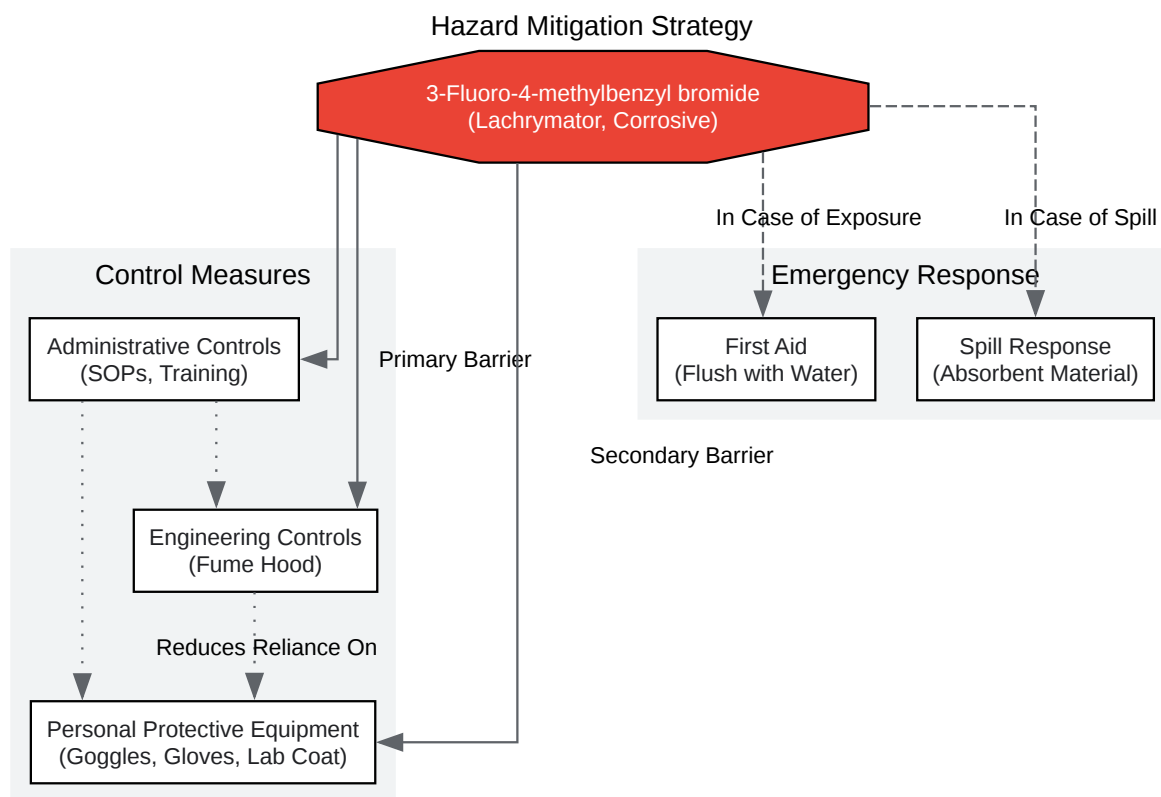 Hazard Mitigation Strategy
3-Fluoro-4-methylbenzyl bromide
(Lachrymator, Corrosive)
In Case of Exposure
In Case of Spill
Control Measures
Emergency Response
Administrative Controls
(SOPs, Training)
Primary Barrier
First Aid
(Flush with Water)
Spill Response
(Absorbent Material)
Secondary Barrier
Engineering Controls
(Fume Hood)
Reduces Reliance On
Personal Protective Equipment
(Goggles, Gloves, Lab Coat)